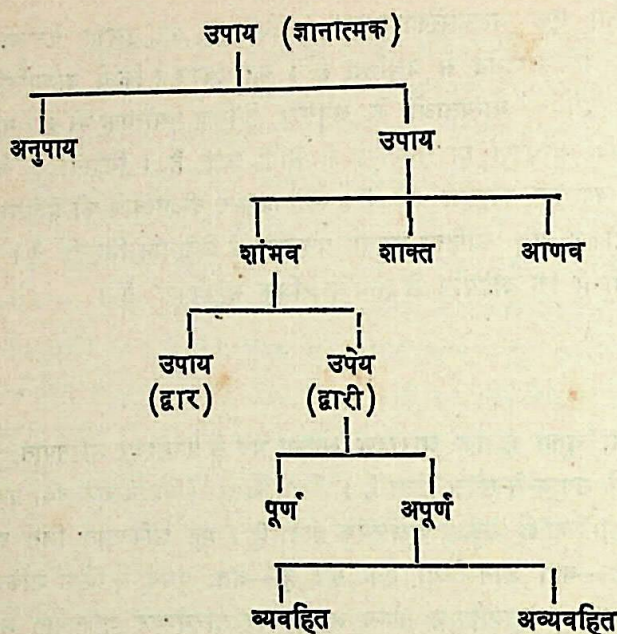 उपाय (ज्ञानात्मक)
अनुपाय
उपाय
शांभव शाक्त आणव
उपाय उपेय
(द्वार) (द्वारी)
पूर्ण अपूर्ण
व्यवहित अव्यवहित